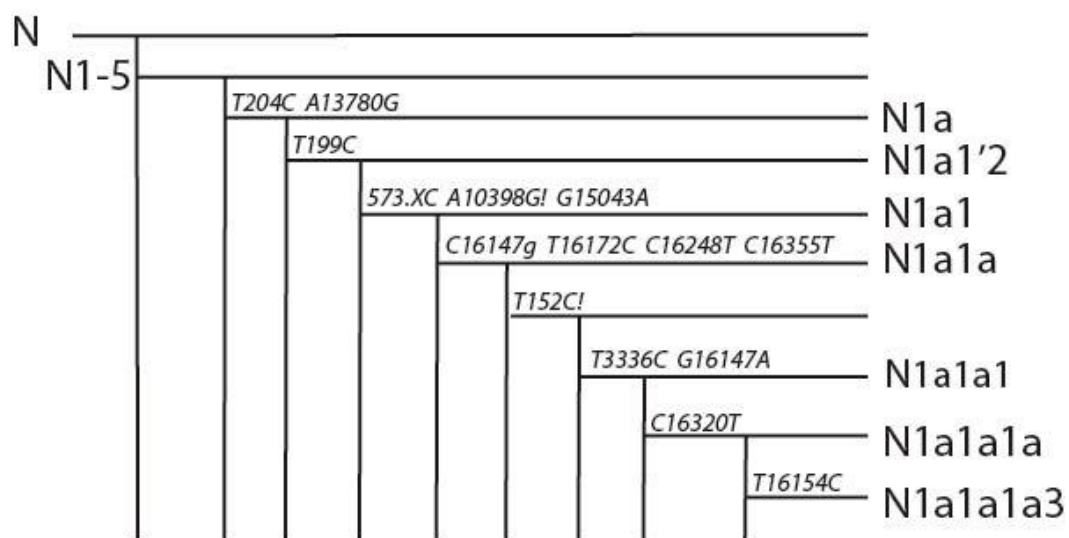 N
N1-5
T204C A13780G
N1a
T199C
N1a1'2
573.XC A10398G! G15043A
N1a1
C16147g T16172C C16248T C16355T
N1a1a
T152C!
T3336C G16147A
N1a1a1
C16320T
N1a1a1a
T16154C
N1a1a1a3